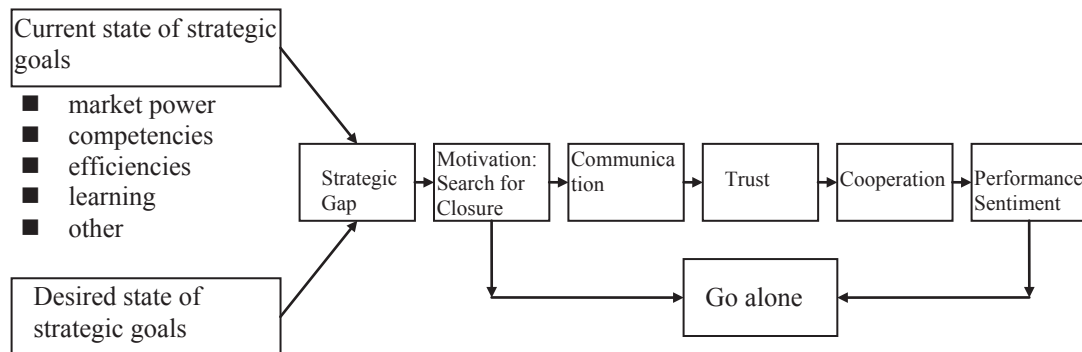 Current state of strategic
goals
■ market power
■ competencies
■ efficiencies
■ learning
■ other
Desired state of
strategic goals
Strategic
Gap
Motivation:
Search for
Closure
Communica
tion
Trust
Cooperation
Performance
Sentiment
Go alone